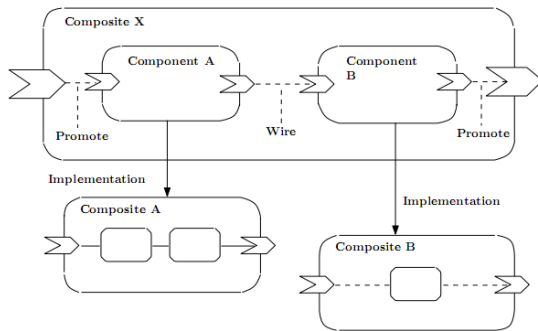 Composite X
Component A
Component
B
Promote
Wire
Promote
Implementation
Composite A
Implementation
Composite B